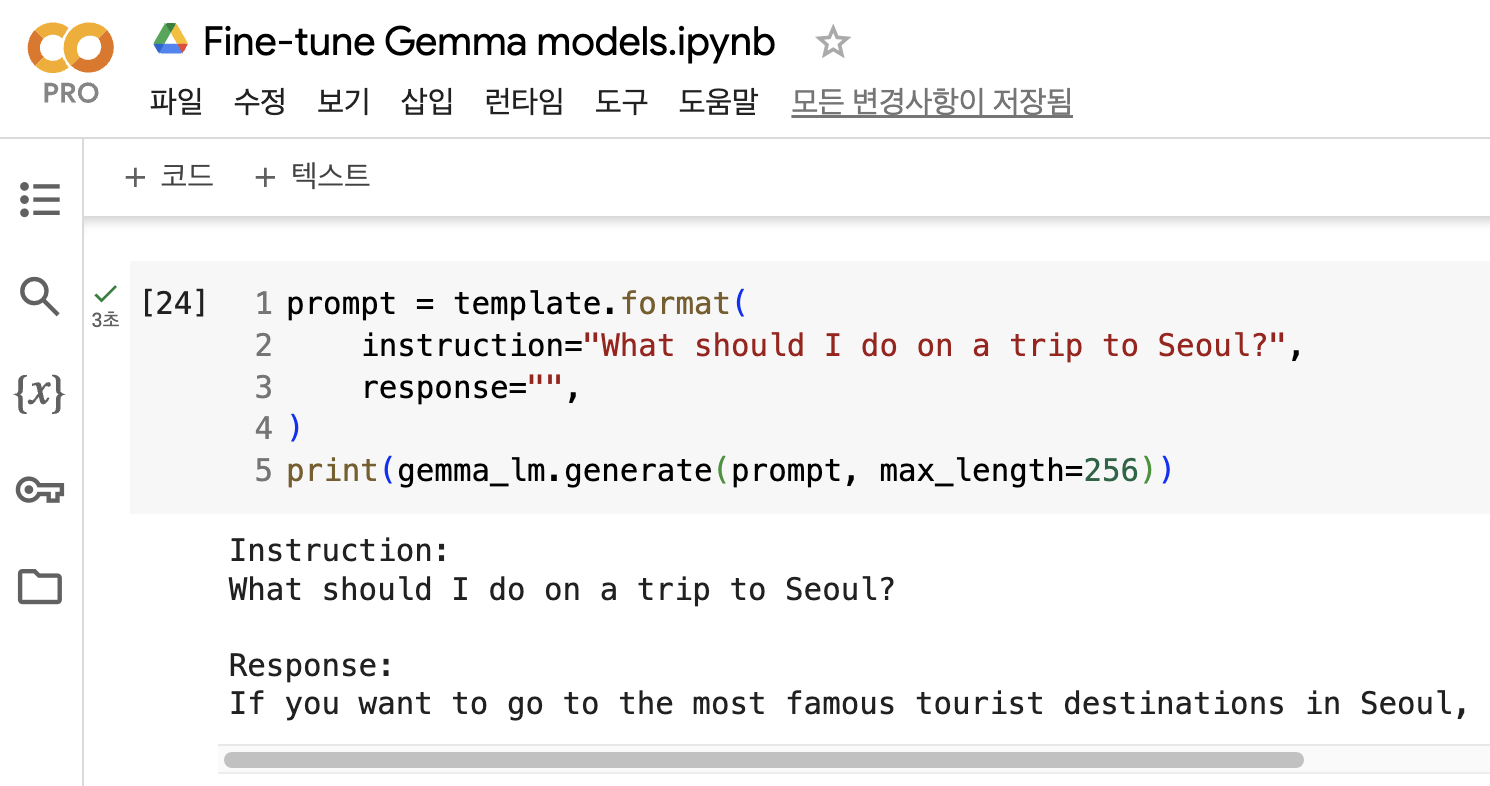 Fine-tune Gemma models.ipynb
PRO
파일 수정 보기 삽입 런타임 도구 도움말 모든 변경사항이 저장됨
+ 코드 + 텍스트
{x}
3초
[24]
1 prompt = template.format(
2     instruction="What should I do on a trip to Seoul?",
3     response="",
4 )
5 print(gemma_lm.generate(prompt, max_length=256))
Instruction:
What should I do on a trip to Seoul?
Response:
If you want to go to the most famous tourist destinations in Seoul,